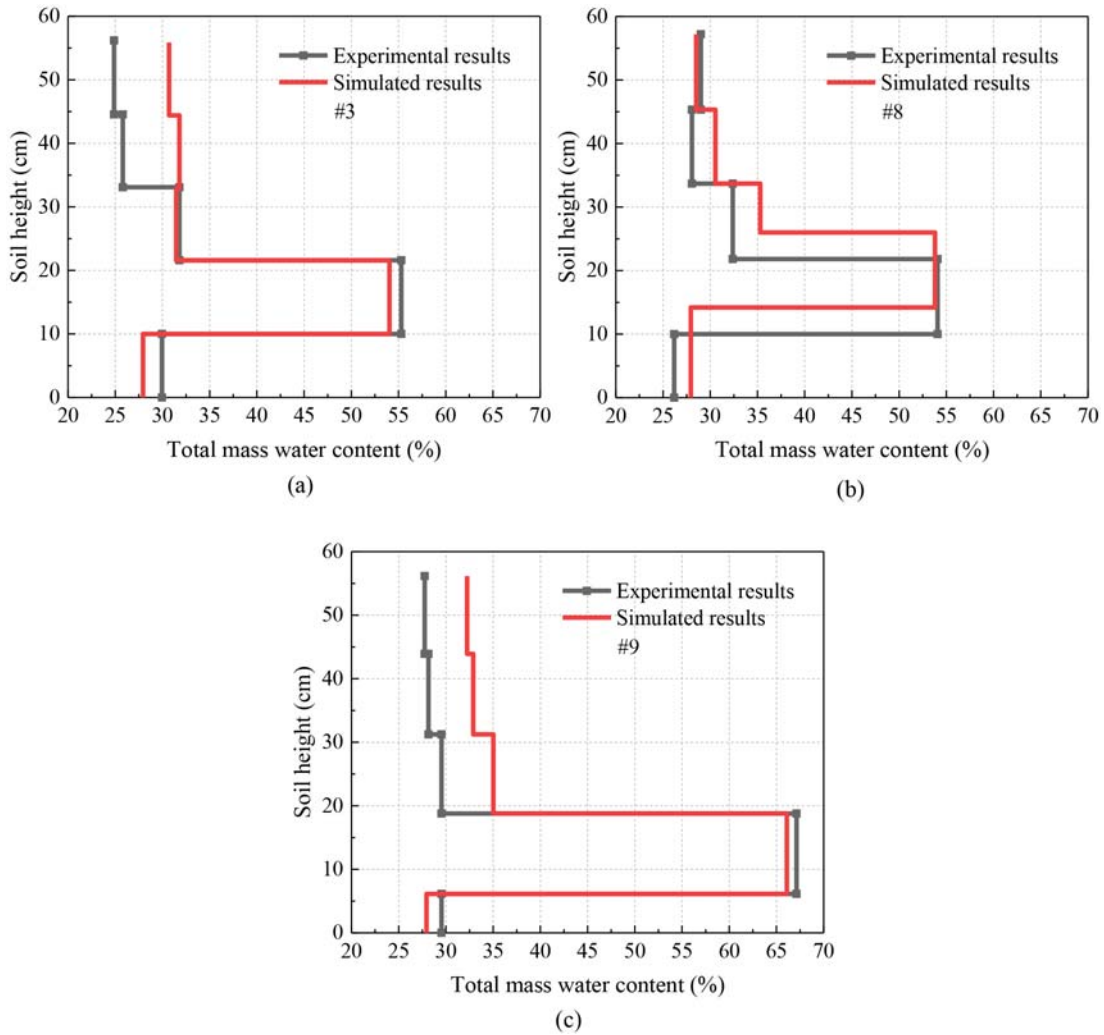 60
50
40
30
20
10
0
Soil height (cm)
Experimental results
Simulated results
#3
20 25 30 35 40 45 50 55 60 65 70
Total mass water content (%)
(a)
60
50
40
30
20
10
0
Soil height (cm)
Experimental results
Simulated results
#8
20 25 30 35 40 45 50 55 60 65 70
Total mass water content (%)
(b)
60
50
40
30
20
10
0
Soil height (cm)
Experimental results
Simulated results
#9
20 25 30 35 40 45 50 55 60 65 70
Total mass water content (%)
(c)